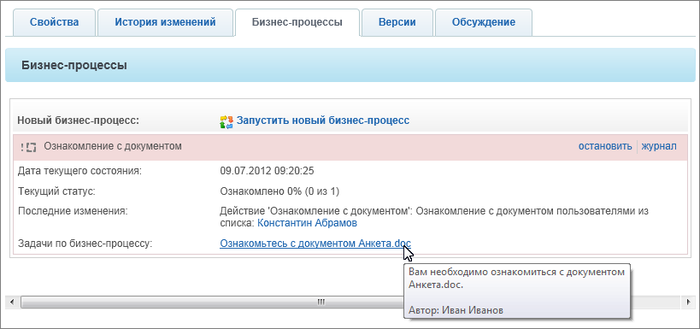 Свойства История изменений Бизнес-процессы Версии Обсуждение
Бизнес-процессы
Новый бизнес-процесс: Запустить новый бизнес-процесс
! Ознакомление с документом остановить журнал
Дата текущего состояния: 09.07.2012 09:20:25
Текущий статус: Ознакомлено 0% (0 из 1)
Последние изменения: Действие 'Ознакомление с документом': Ознакомление с документом пользователями из
списка: Константин Абрамов
Задачи по бизнес-процессу: Ознакомьтесь с документом Анкета.doc
Вам необходимо ознакомиться с документом
Анкета.doc.
Автор: Иван Иванов